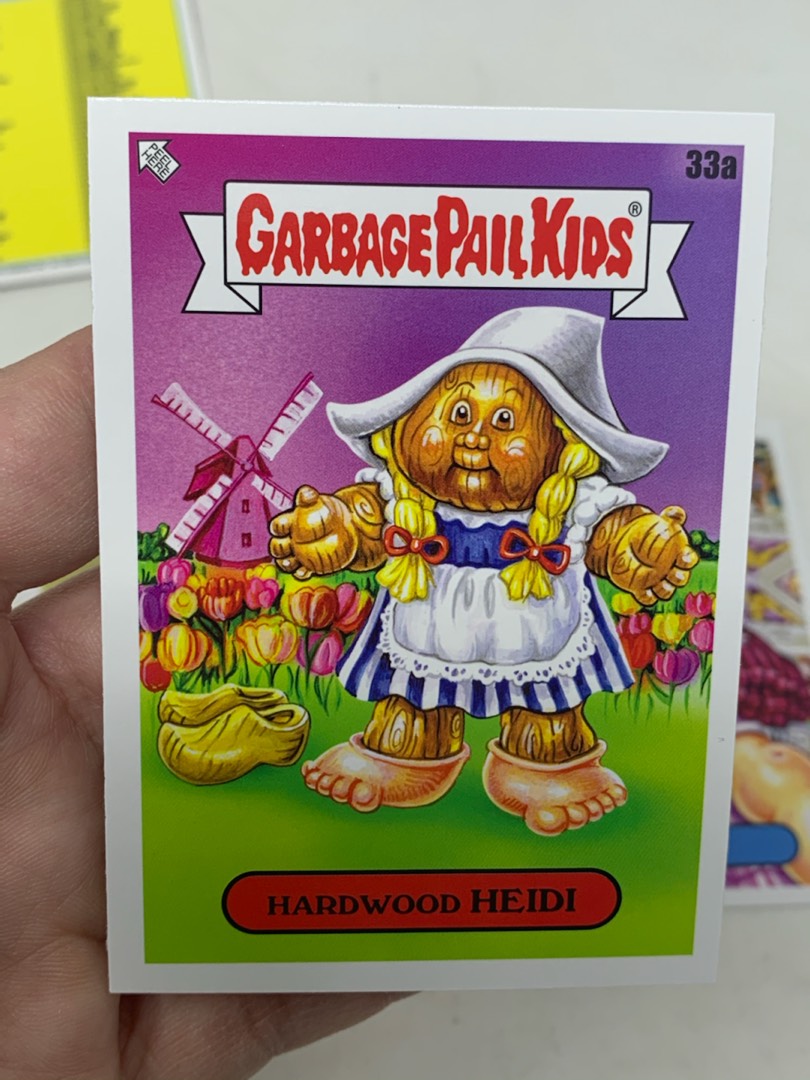 PEEL
HERE
33a
GARBAGE PAIL KIDS®
HARDWOOD HEIDI